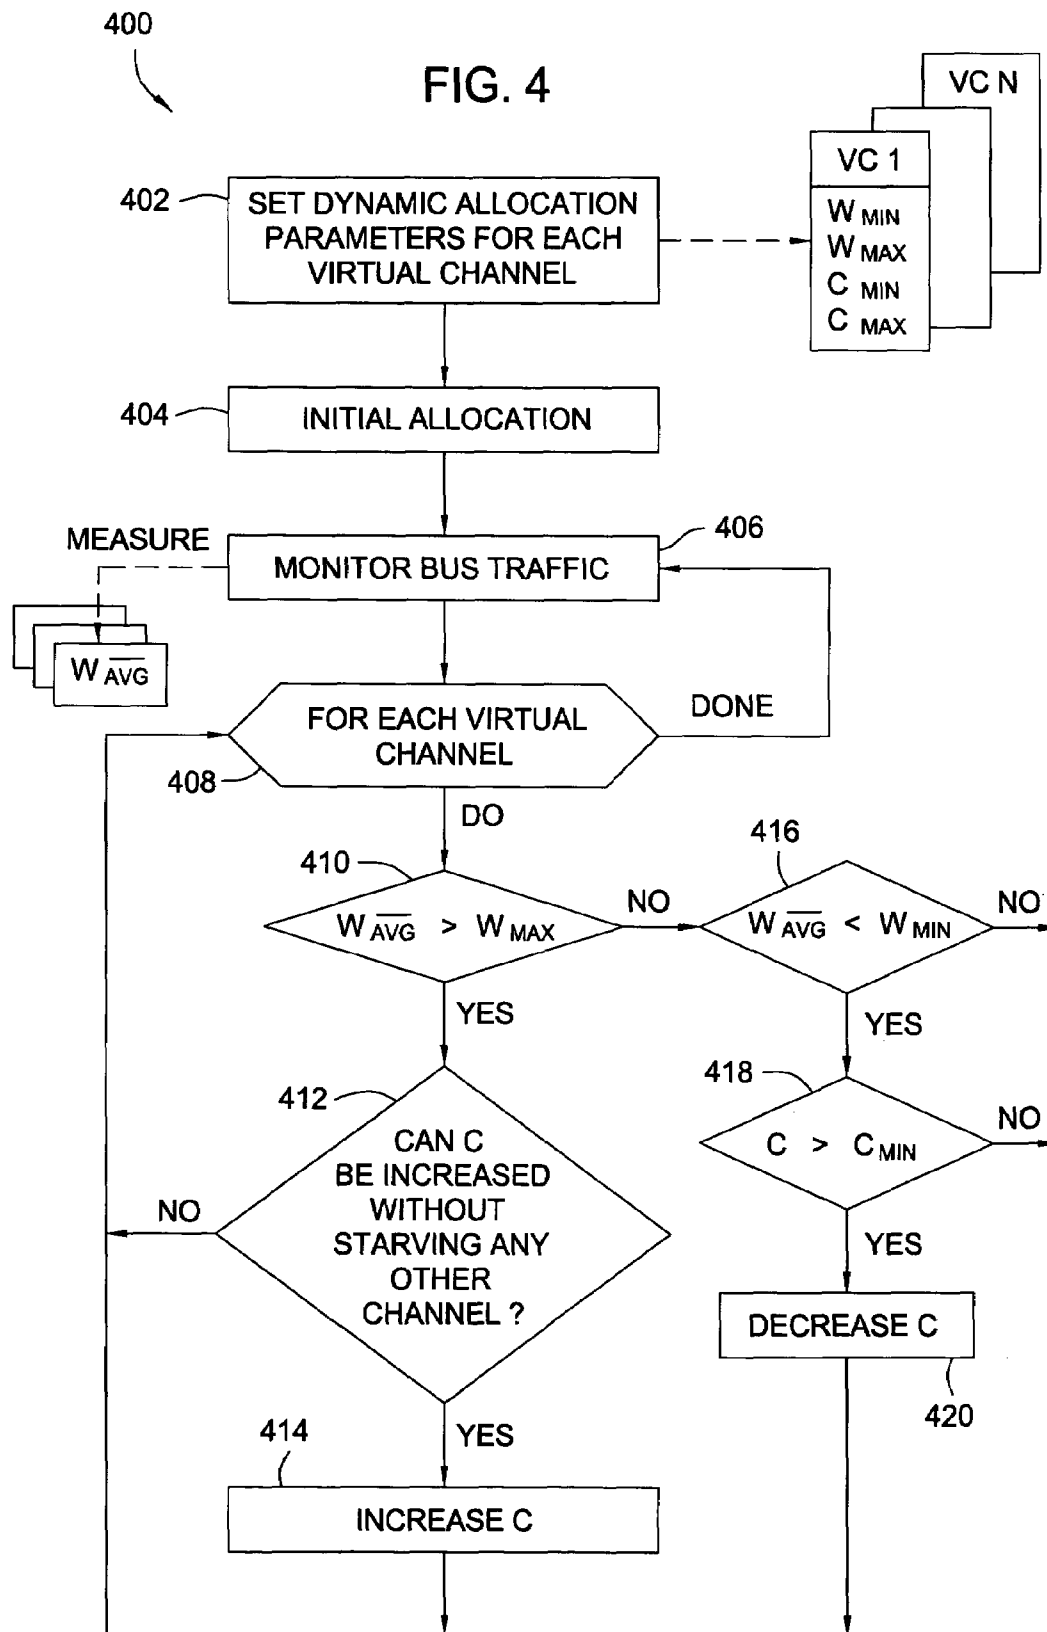 400
FIG. 4
VC N
VC 1
W MIN
W MAX
C MIN
C MAX
402
SET DYNAMIC ALLOCATION
PARAMETERS FOR EACH
VIRTUAL CHANNEL
404
INITIAL ALLOCATION
406
MEASURE
MONITOR BUS TRAFFIC
W AVG
FOR EACH VIRTUAL
CHANNEL
DONE
408
DO
410
W AVG > W MAX
NO
416
W AVG < W MIN
NO
YES
YES
412
CAN C
BE INCREASED
WITHOUT
STARVING ANY
OTHER
CHANNEL ?
NO
418
C > C MIN
NO
YES
DECREASE C
420
YES
414
INCREASE C